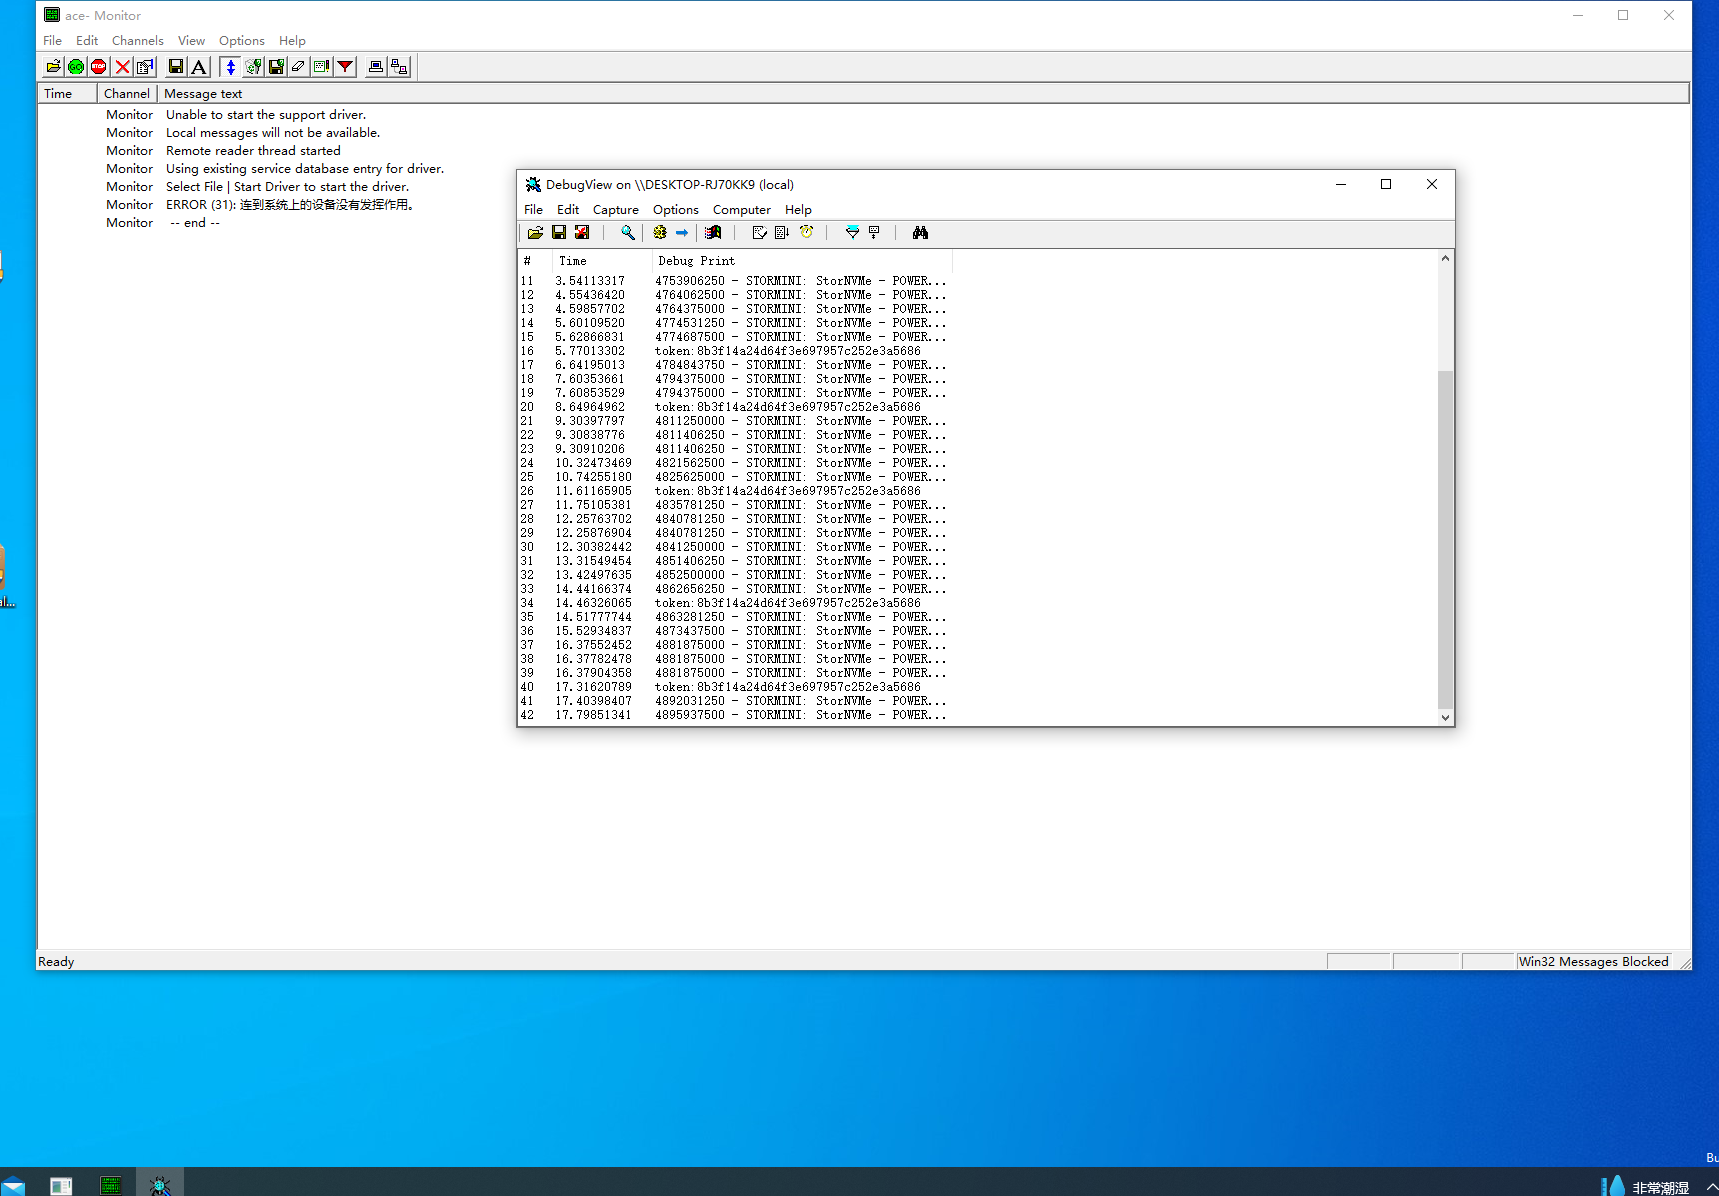 ace- Monitor
File Edit Channels View Options Help
Time Channel Message text
Monitor Unable to start the support driver.
Monitor Local messages will not be available.
Monitor Remote reader thread started
Monitor Using existing service database entry for driver.
Monitor Select File | Start Driver to start the driver.
Monitor ERROR (31): 连到系统上的设备没有发挥作用。
Monitor -- end --
DebugView on \\DESKTOP-RJ70KK9 (local)
File Edit Capture Options Computer Help
# Time Debug Print
11 3.54113317 4753906250 - STORMINI: StorNVMe - POWER...
12 4.55436420 4764062500 - STORMINI: StorNVMe - POWER...
13 4.59857702 4764375000 - STORMINI: StorNVMe - POWER...
14 5.60109520 4774531250 - STORMINI: StorNVMe - POWER...
15 5.62866831 4774687500 - STORMINI: StorNVMe - POWER...
16 5.77013302 token:8b3f14a24d64f3e697957c252e3a5686
17 6.64195013 4784843750 - STORMINI: StorNVMe - POWER...
18 7.60353661 4794375000 - STORMINI: StorNVMe - POWER...
19 7.60853529 4794375000 - STORMINI: StorNVMe - POWER...
20 8.64964962 token:8b3f14a24d64f3e697957c252e3a5686
21 9.30397797 4811250000 - STORMINI: StorNVMe - POWER...
22 9.30838776 4811406250 - STORMINI: StorNVMe - POWER...
23 9.30910206 4811406250 - STORMINI: StorNVMe - POWER...
24 10.32473469 4821562500 - STORMINI: StorNVMe - POWER...
25 10.74255180 4825625000 - STORMINI: StorNVMe - POWER...
26 11.61165905 token:8b3f14a24d64f3e697957c252e3a5686
27 11.75105381 4835781250 - STORMINI: StorNVMe - POWER...
28 12.25763702 4840781250 - STORMINI: StorNVMe - POWER...
29 12.25876904 4840781250 - STORMINI: StorNVMe - POWER...
30 12.30382442 4841250000 - STORMINI: StorNVMe - POWER...
31 13.31549454 4851406250 - STORMINI: StorNVMe - POWER...
32 13.42497635 4852500000 - STORMINI: StorNVMe - POWER...
33 14.44166374 4862656250 - STORMINI: StorNVMe - POWER...
34 14.46326065 token:8b3f14a24d64f3e697957c252e3a5686
35 14.51777744 4863281250 - STORMINI: StorNVMe - POWER...
36 15.52934837 4873437500 - STORMINI: StorNVMe - POWER...
37 16.37552452 4881875000 - STORMINI: StorNVMe - POWER...
38 16.37782478 4881875000 - STORMINI: StorNVMe - POWER...
39 16.37904358 4881875000 - STORMINI: StorNVMe - POWER...
40 17.31620789 token:8b3f14a24d64f3e697957c252e3a5686
41 17.40398407 4892031250 - STORMINI: StorNVMe - POWER...
42 17.79851341 4895937500 - STORMINI: StorNVMe - POWER...
Ready
Win32 Messages Blocked
非常潮湿